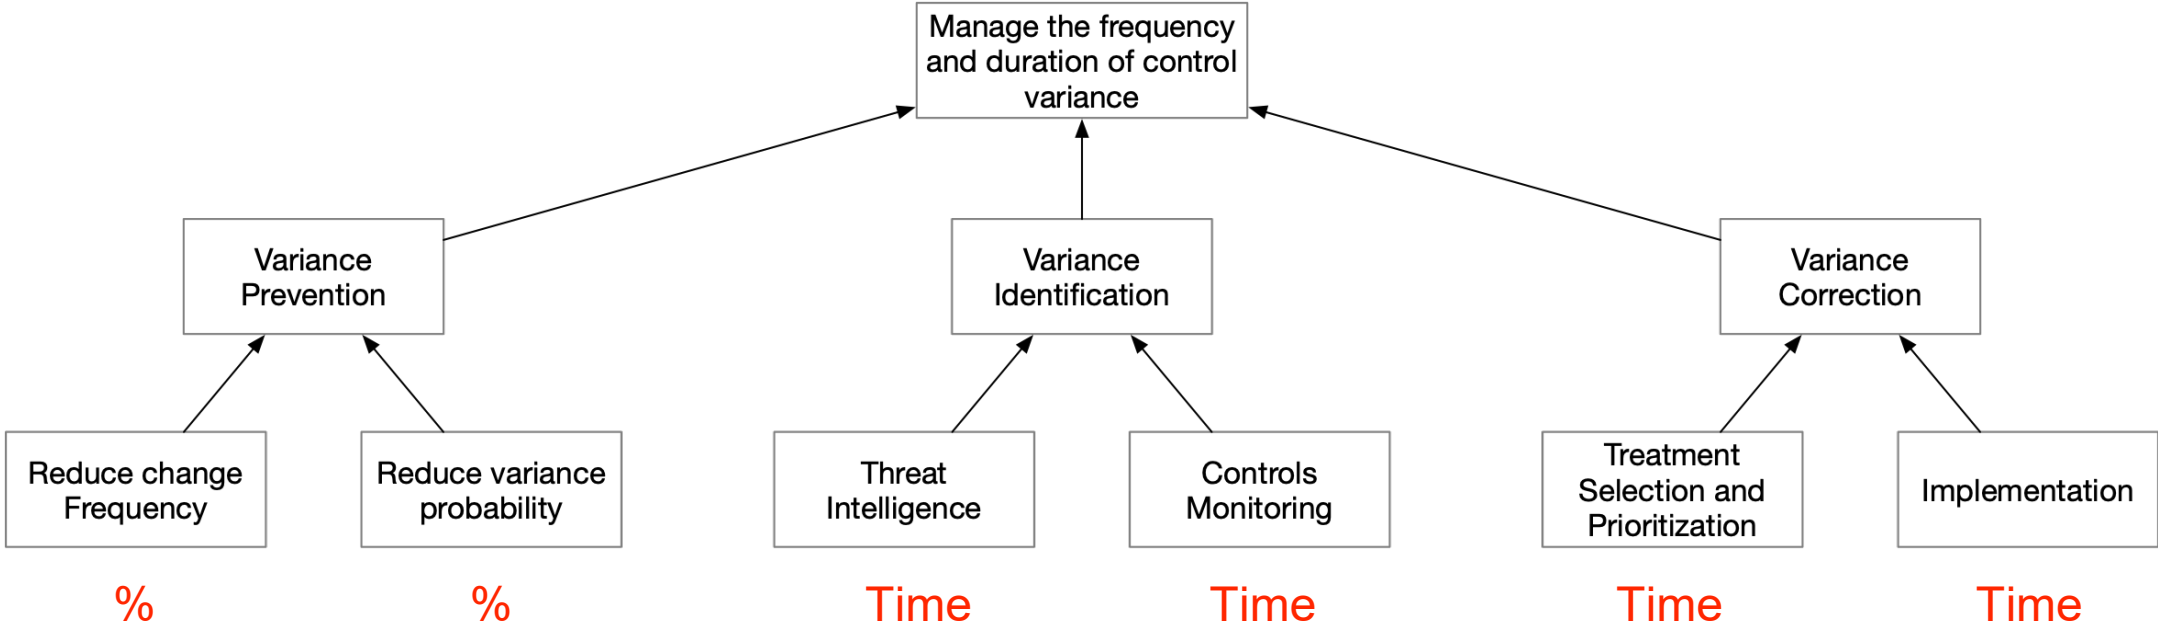 Manage the frequency
and duration of control
variance
Variance
Prevention
Variance
Identification
Variance
Correction
Reduce change
Frequency
Reduce variance
probability
Threat
Intelligence
Controls
Monitoring
Treatment
Selection and
Prioritization
Implementation
%
%
Time
Time
Time
Time